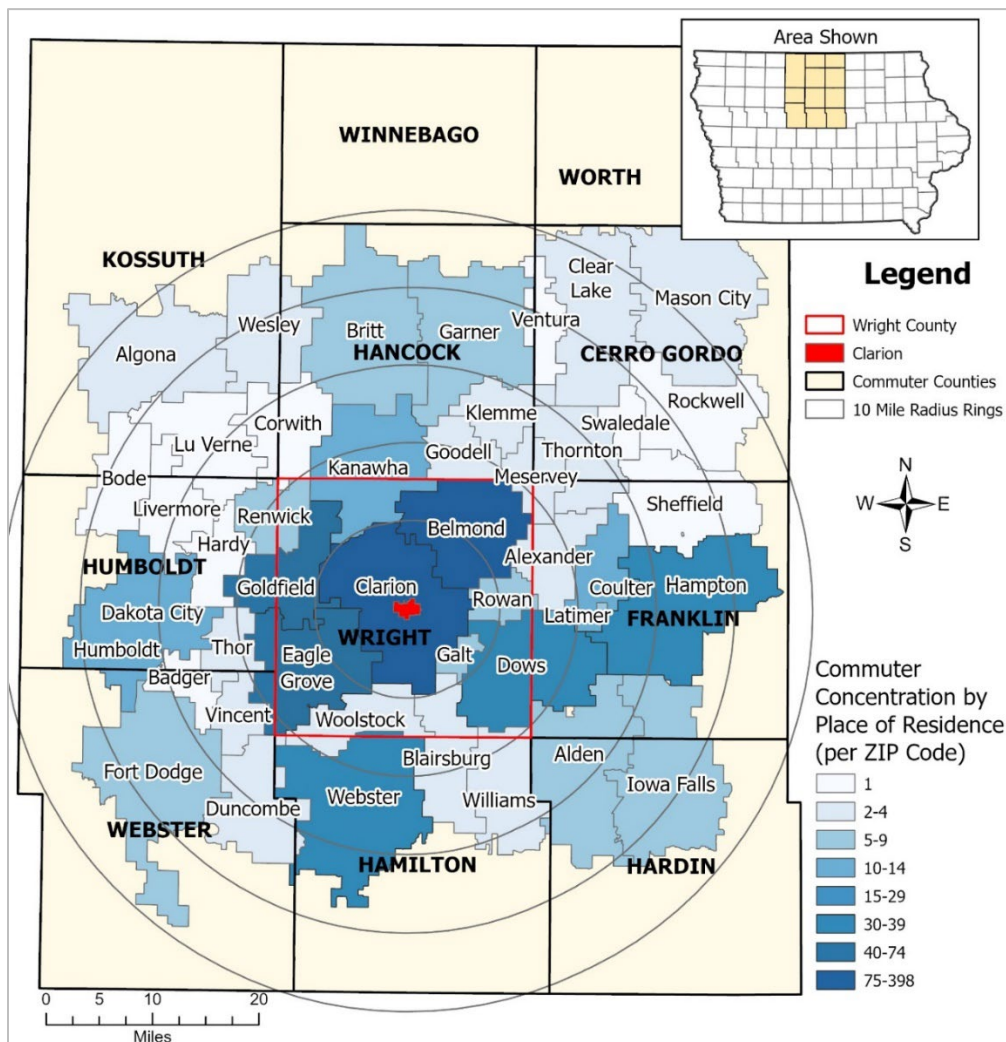 Area Shown
WINNEBAGO
WORTH
KOSSUTH
Clear
Lake
Mason City
Legend
Wesley
Ventura
Britt
Garner
Algona
HANCOCK
CERRO GORDO
Wright County
Clarion
Commuter Counties
10 Mile Radius Rings
Rockwell
Klemme
Swaledale
Corwith
Lu Verne
Goodell
Thornton
Kanawha
Meservey
Bode
N
W
E
S
Livermore
Renwick
Sheffield
Belmond
Hardy
Alexander
HUMBOLDT
Goldfield
Clarion
Coulter
Hampton
Rowan
Dakota City
Latimer
FRANKLIN
WRIGHT
Humboldt
Thor
Eagle
Grove
Galt
Dows
Badger
Vincent
Woolstock
Commuter
Concentration by
Place of Residence
(per ZIP Code)
Blairsburg
Alden
Fort Dodge
Iowa Falls
Webster
Williams
Duncombe
WEBSTER
HAMILTON
HARDIN
1
2-4
5-9
10-14
15-29
30-39
40-74
75-398
0 5 10 20
Miles